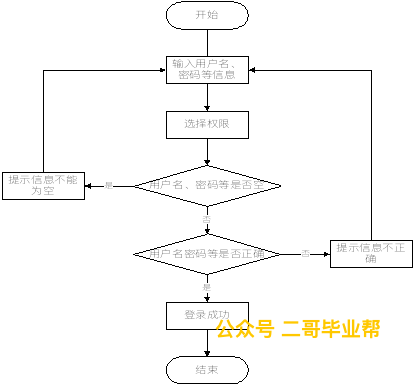 开始
输入用户名、
密码等信息
选择权限
提示信息不能
为空
是
用户名、密码等是否空
否
用户名密码等是否正确
否
提示信息不正
确
是
登录成功
公众号 二哥毕业帮
结束